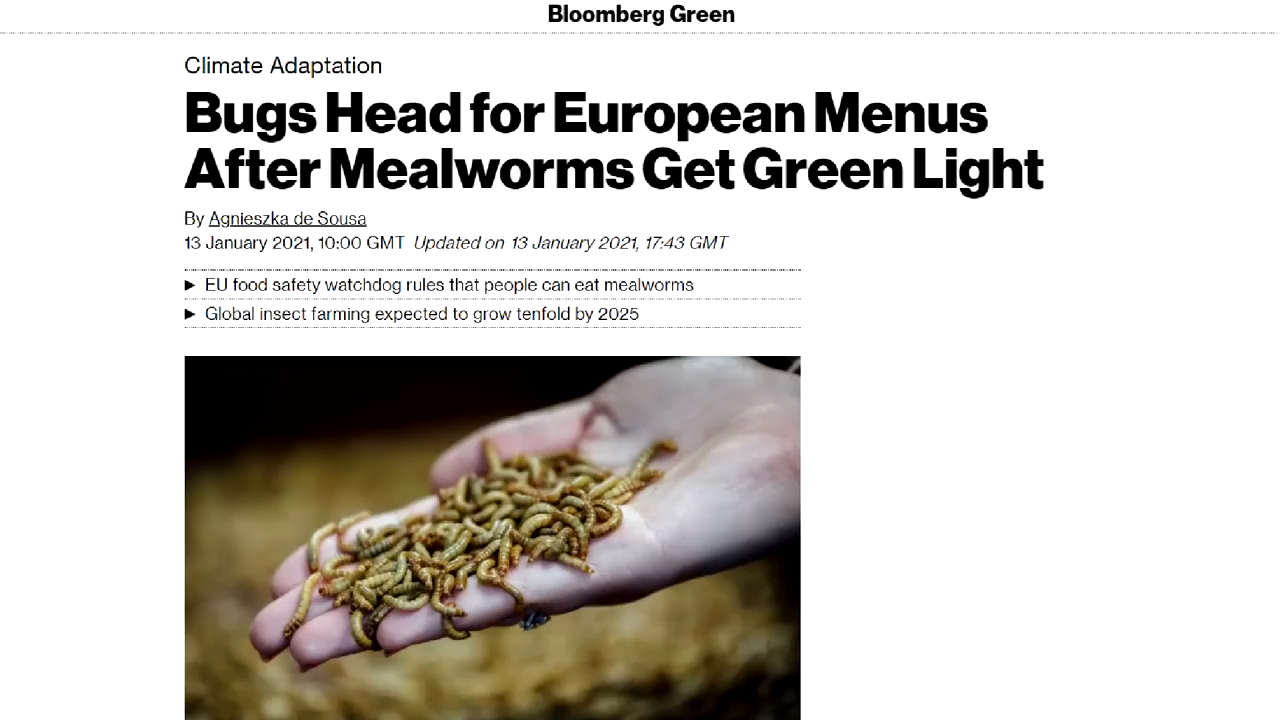 Bloomberg Green
Climate Adaptation
Bugs Head for European Menus
After Mealworms Get Green Light
By Agnieszka de Sousa
13 January 2021, 10:00 GMT Updated on 13 January 2021, 17:43 GMT
► EU food safety watchdog rules that people can eat mealworms
► Global insect farming expected to grow tenfold by 2025